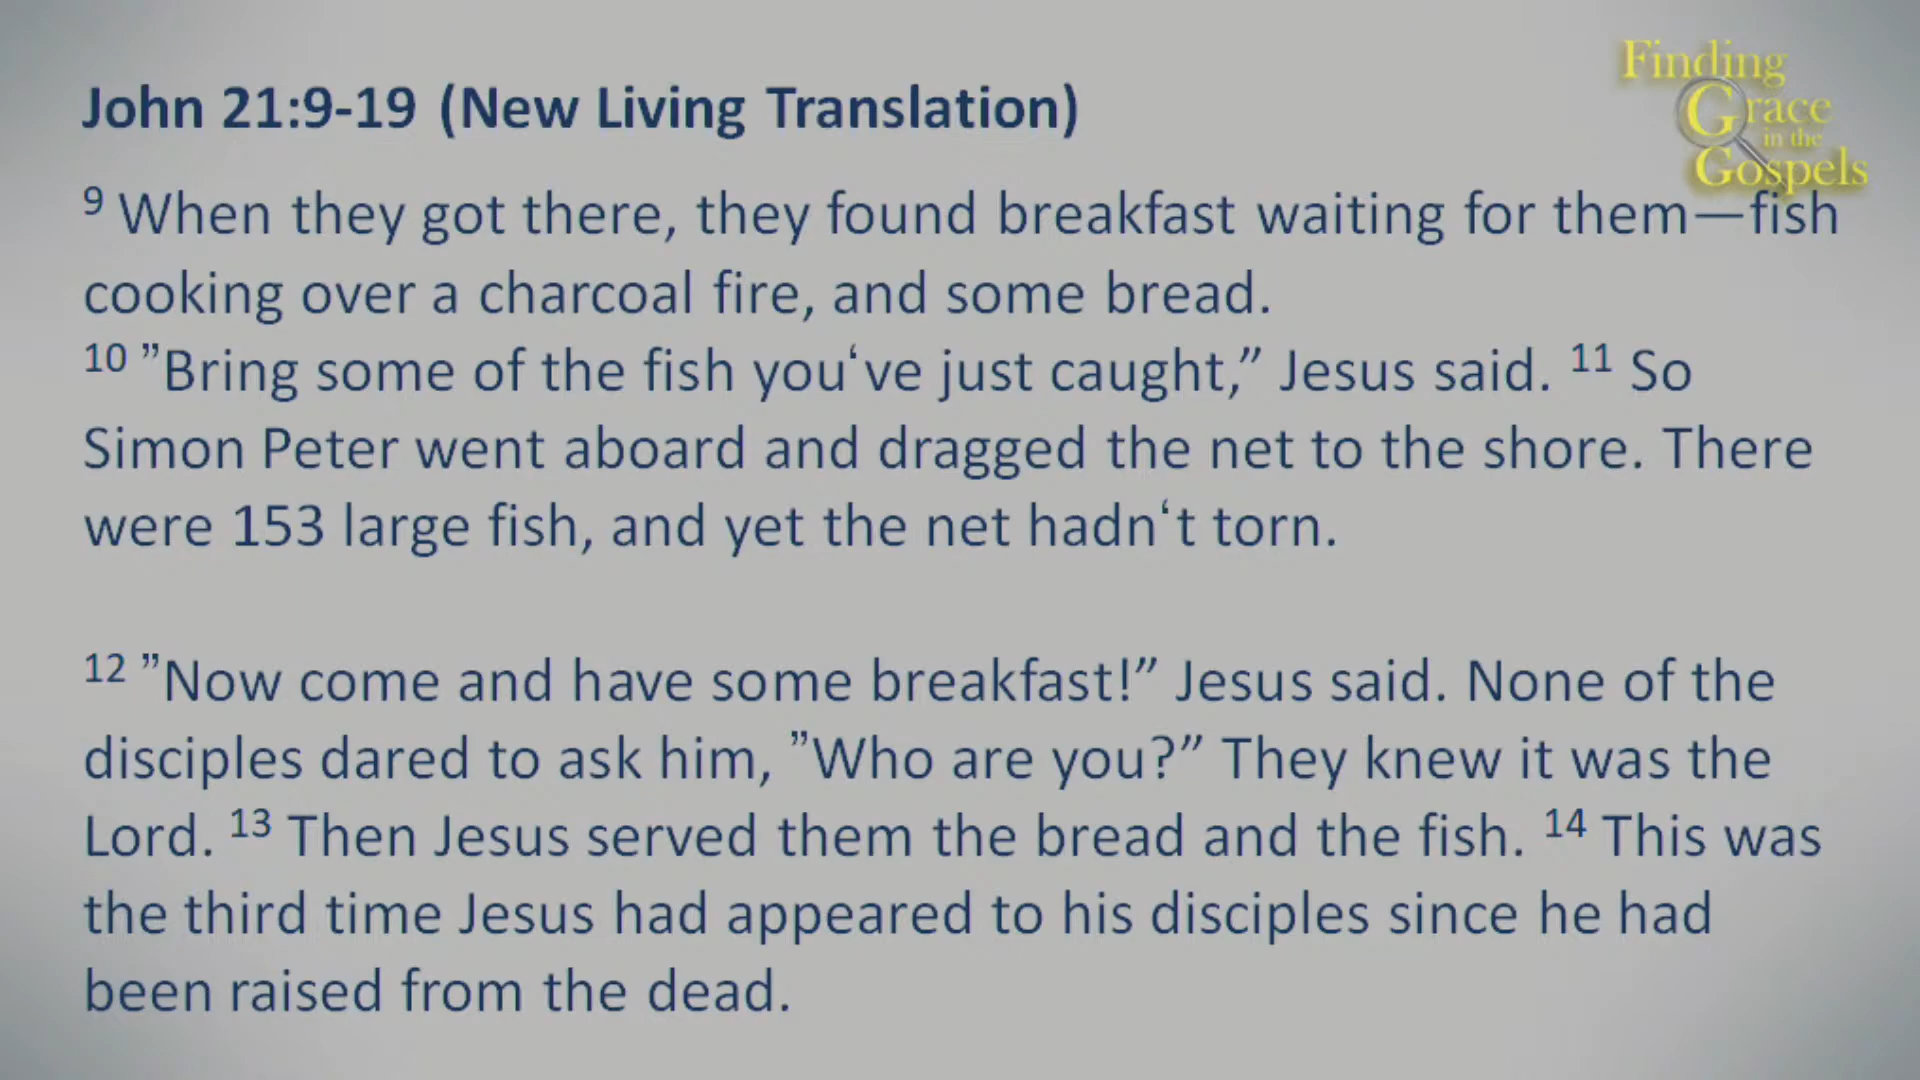 John 21:9-19 (New Living Translation)
Finding
Grace
in the
Gospels
9 When they got there, they found breakfast waiting for them—fish
cooking over a charcoal fire, and some bread.
10 ”Bring some of the fish you‘ve just caught,” Jesus said. 11 So
Simon Peter went aboard and dragged the net to the shore. There
were 153 large fish, and yet the net hadn‘t torn.
12 ”Now come and have some breakfast!” Jesus said. None of the
disciples dared to ask him, ”Who are you?” They knew it was the
Lord. 13 Then Jesus served them the bread and the fish. 14 This was
the third time Jesus had appeared to his disciples since he had
been raised from the dead.